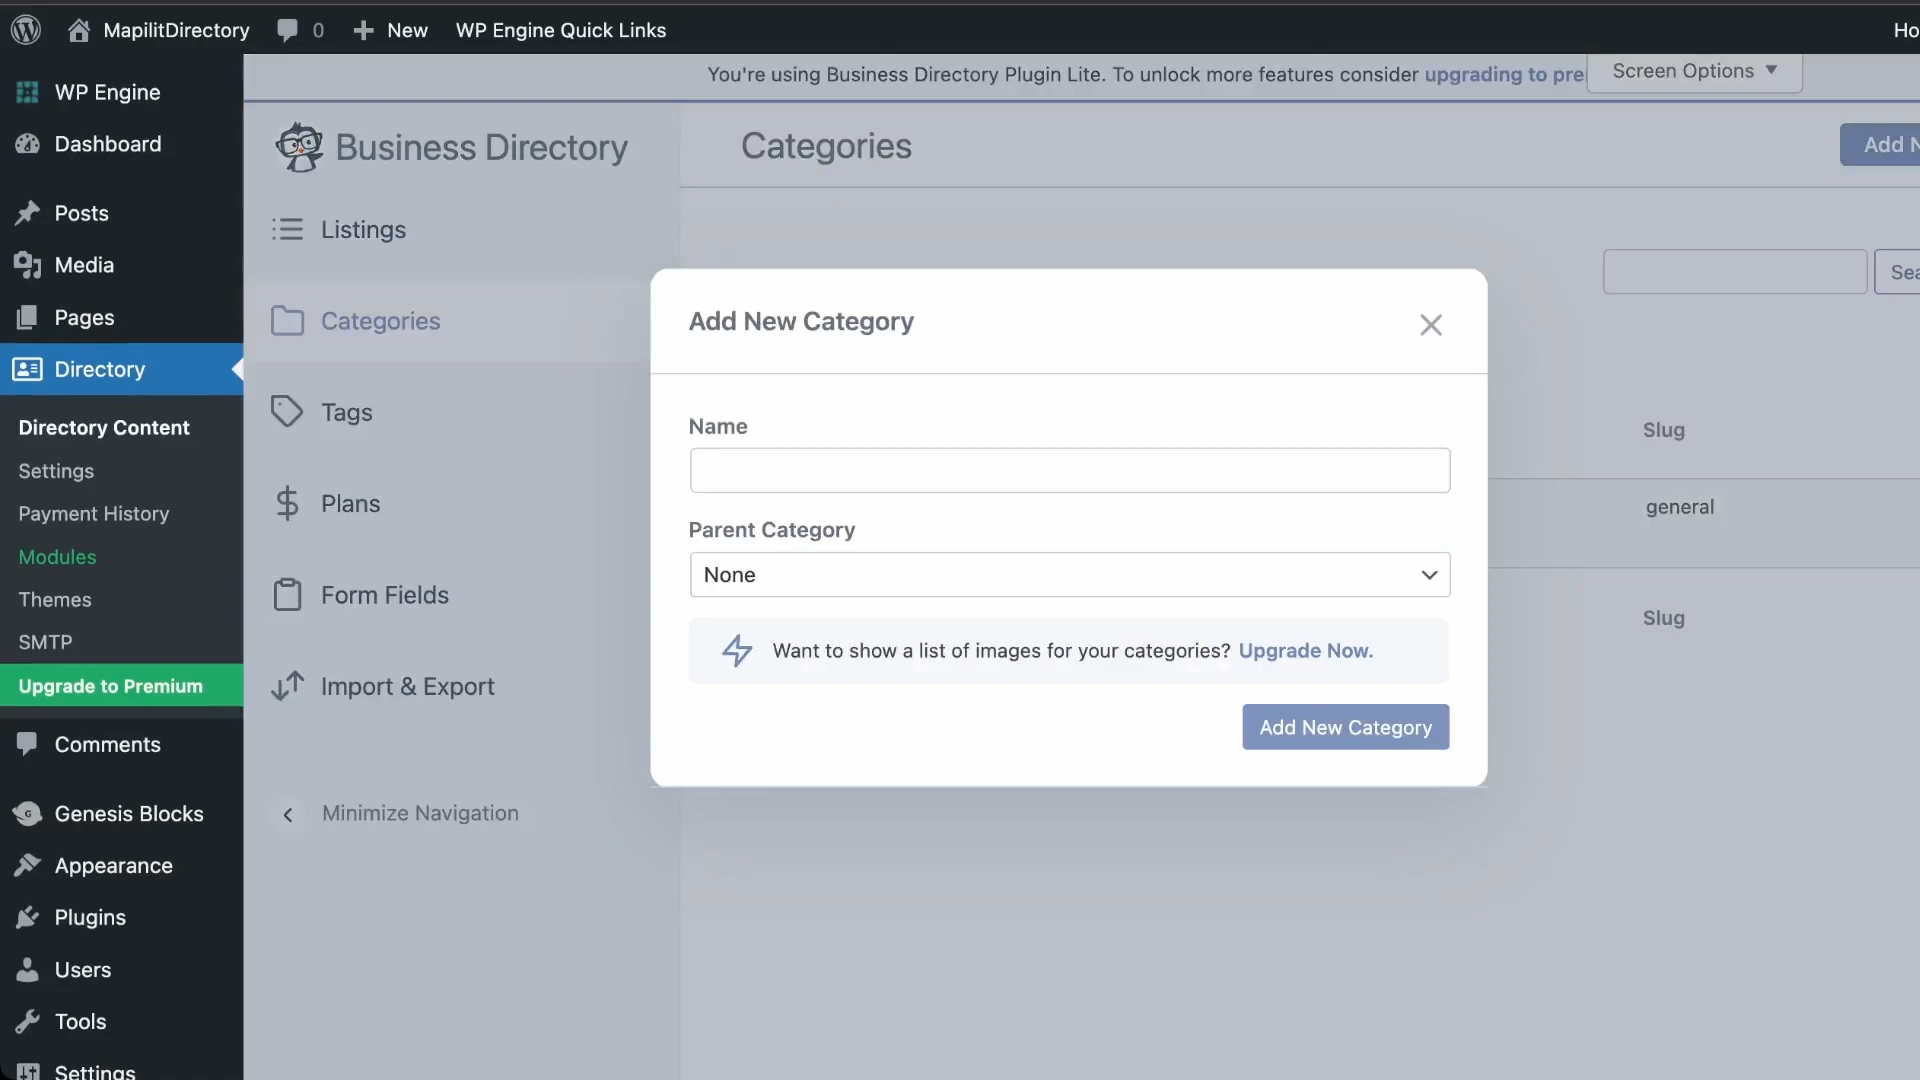 MapilitDirectory 0 New WP Engine Quick Links Ho
You're using Business Directory Plugin Lite. To unlock more features consider upgrading to pre
Screen Options ▼
WP Engine
Dashboard
Posts
Media
Pages
Directory
Directory Content
Settings
Payment History
Modules
Themes
SMTP
Upgrade to Premium
Comments
Genesis Blocks
Appearance
Plugins
Users
Tools
Settings
Business Directory
Listings
Categories
Tags
Plans
Form Fields
Import & Export
Minimize Navigation
Categories
Add N
Sea
Slug
general
Slug
Add New Category
Name
Parent Category
None
Want to show a list of images for your categories? Upgrade Now.
Add New Category